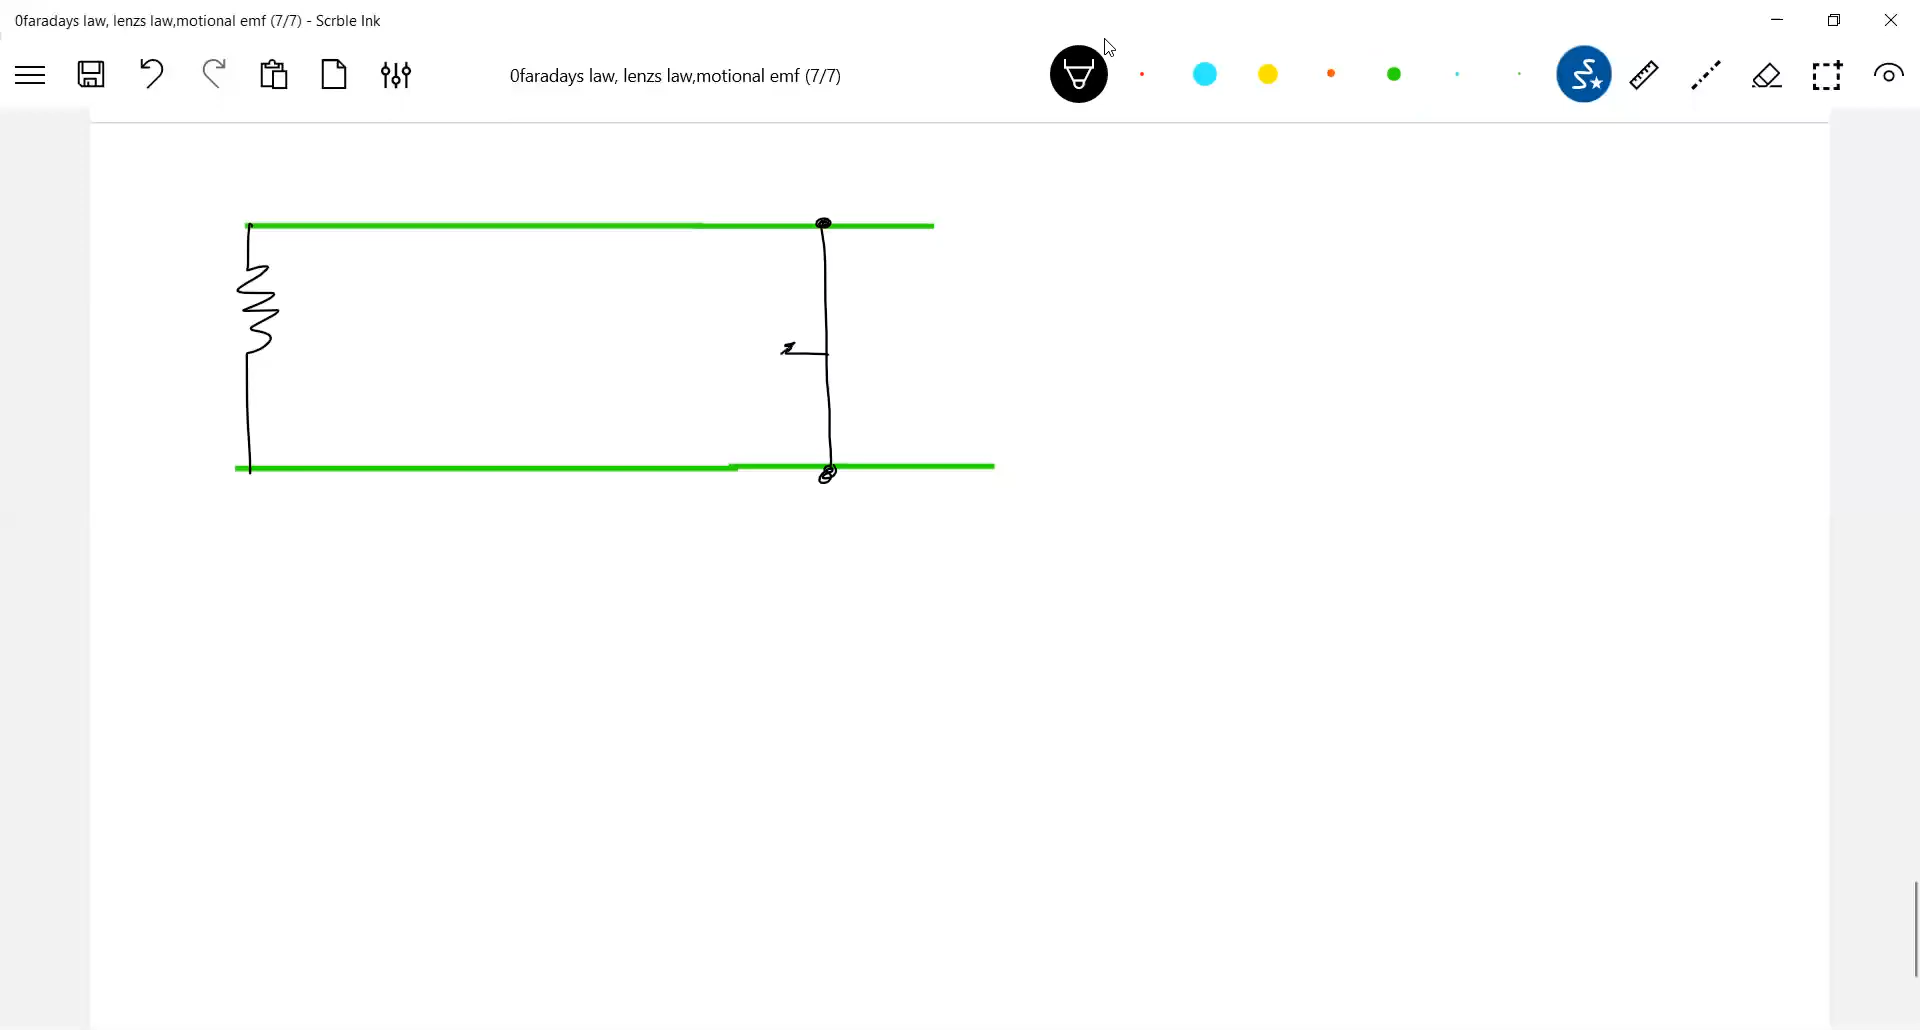 0faradays law, lenzs law,motional emf (7/7) - Scrble Ink
0faradays law, lenzs law,motional emf (7/7)